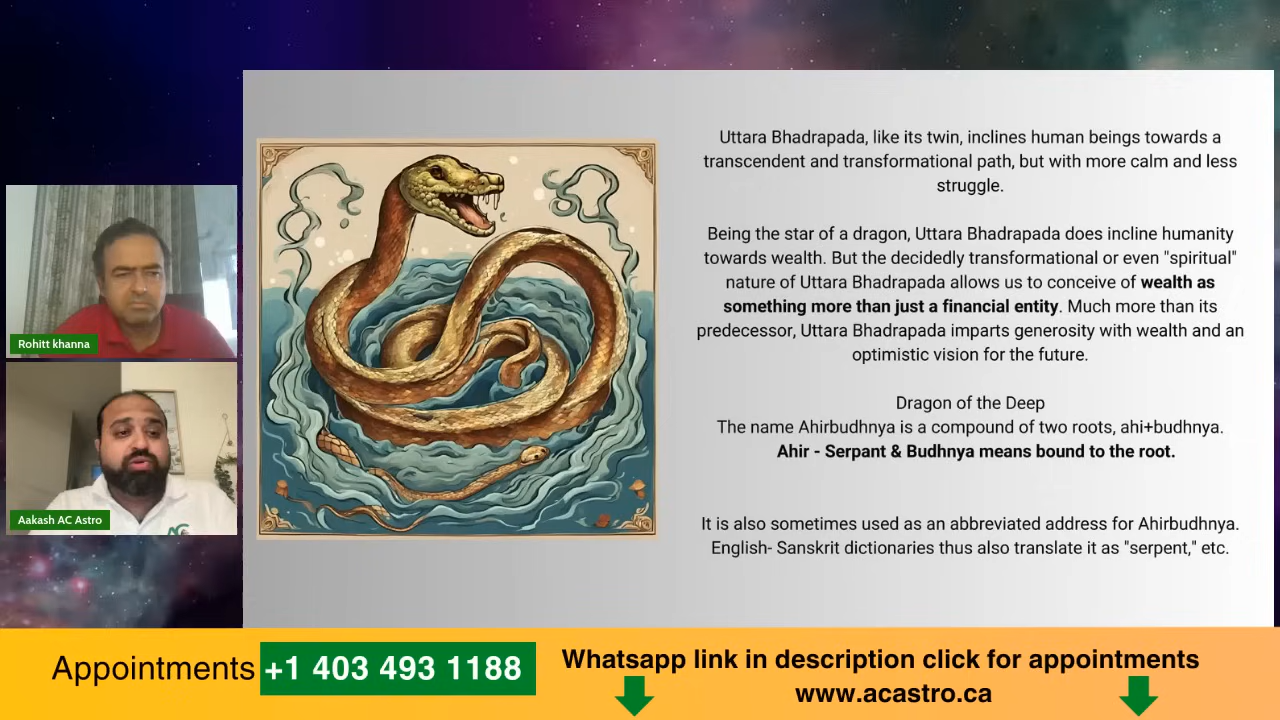 Uttara Bhadrapada, like its twin, inclines human beings towards a
transcendent and transformational path, but with more calm and less
struggle.
Being the star of a dragon, Uttara Bhadrapada does incline humanity
towards wealth. But the decidedly transformational or even "spiritual"
nature of Uttara Bhadrapada allows us to conceive of wealth as
something more than just a financial entity. Much more than its
predecessor, Uttara Bhadrapada imparts generosity with wealth and an
optimistic vision for the future.
Dragon of the Deep
The name Ahirbudhnya is a compound of two roots, ahi+budhnya.
Ahir - Serpant & Budhnya means bound to the root.
It is also sometimes used as an abbreviated address for Ahirbudhnya.
English- Sanskrit dictionaries thus also translate it as "serpent," etc.
Rohitt khanna
Aakash AC Astro
AC
Appointments +1 403 493 1188
Whatsapp link in description click for appointments
www.acastro.ca